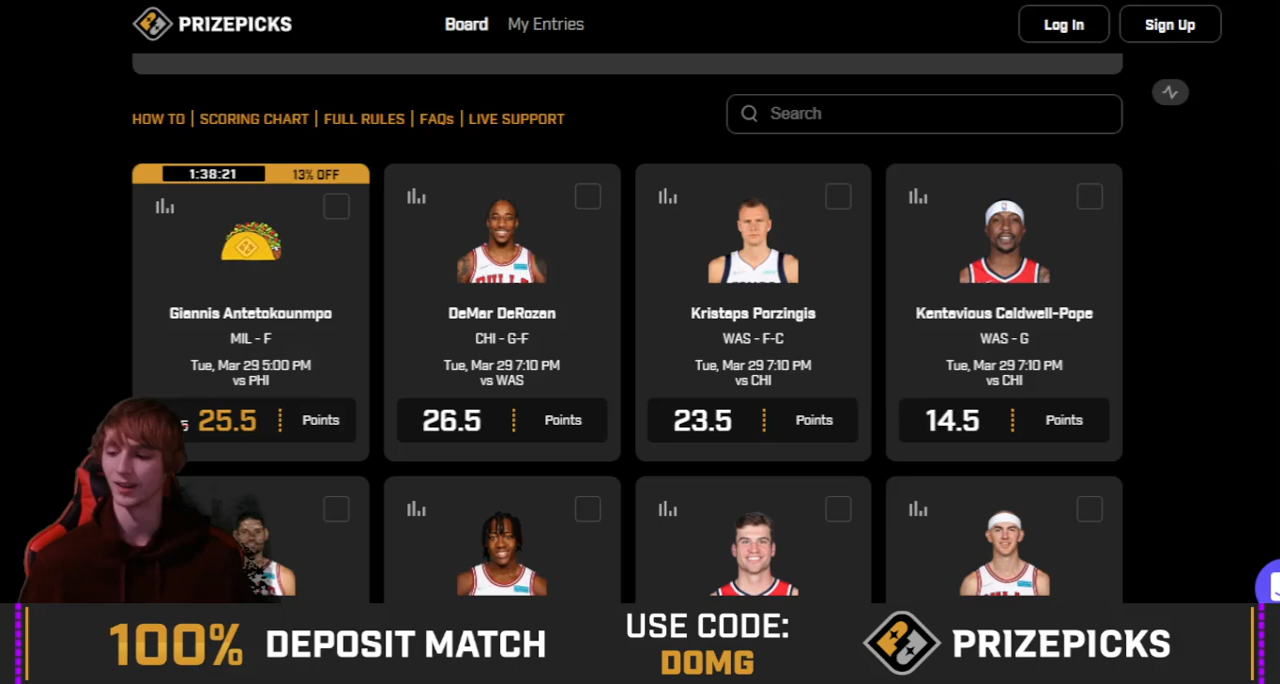 PRIZEPICKS
Board My Entries
Log In Sign Up
HOW TO | SCORING CHART | FULL RULES | FAQs | LIVE SUPPORT
Search
1:38:21 13% OFF
Giannis Antetokounmpo
MIL - F
Tue, Mar 29 5:00 PM
vs PHI
25.5 Points
DeMar DeRozan
CHI - G-F
Tue, Mar 29 7:10 PM
vs WAS
26.5 Points
Kristaps Porzingis
WAS - F-C
Tue, Mar 29 7:10 PM
vs CHI
23.5 Points
Kentavious Caldwell-Pope
WAS - G
Tue, Mar 29 7:10 PM
vs CHI
14.5 Points
100% DEPOSIT MATCH
USE CODE:
DOMG
PRIZEPICKS